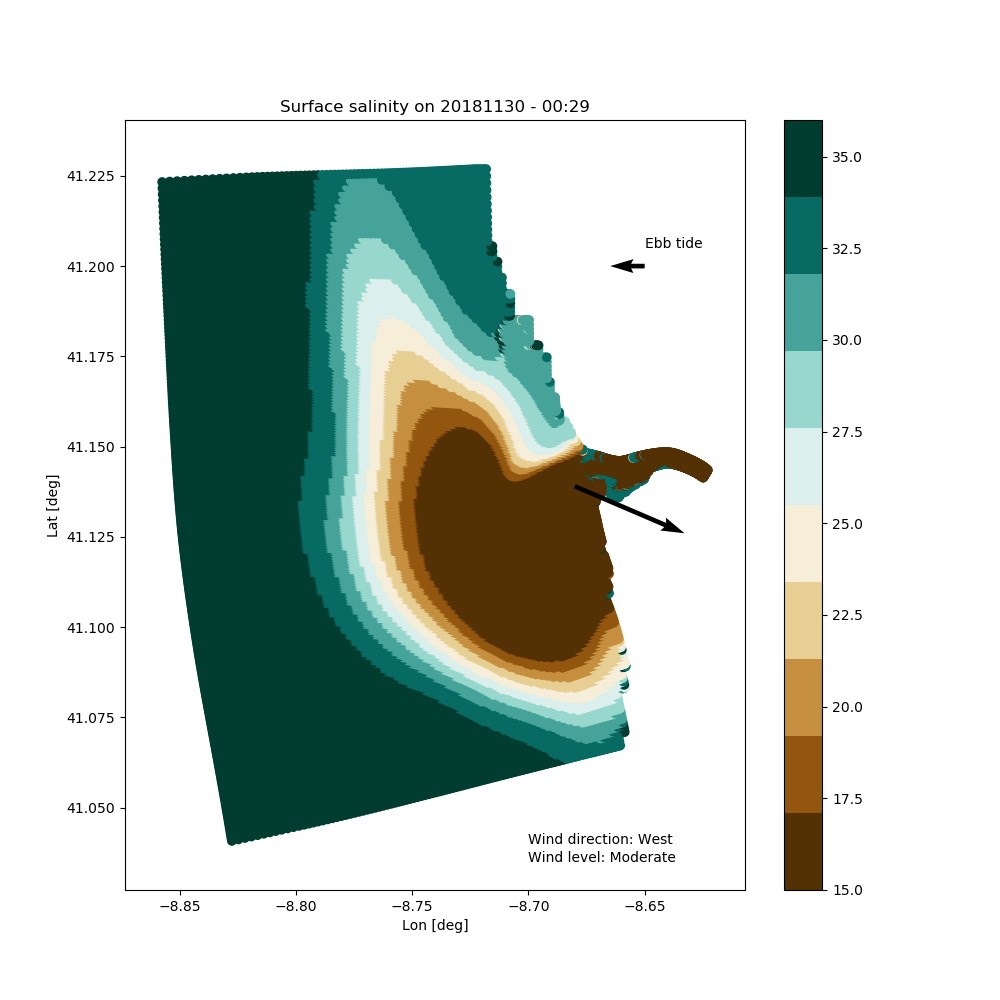 Surface salinity on 20181130 - 00:29
41.225
41.200
41.175
41.150
41.125
41.100
41.075
41.050
Lat [deg]
Ebb tide
Wind direction: West
Wind level: Moderate
−8.85 −8.80 −8.75 −8.70 −8.65
Lon [deg]
35.0
32.5
30.0
27.5
25.0
22.5
20.0
17.5
15.0